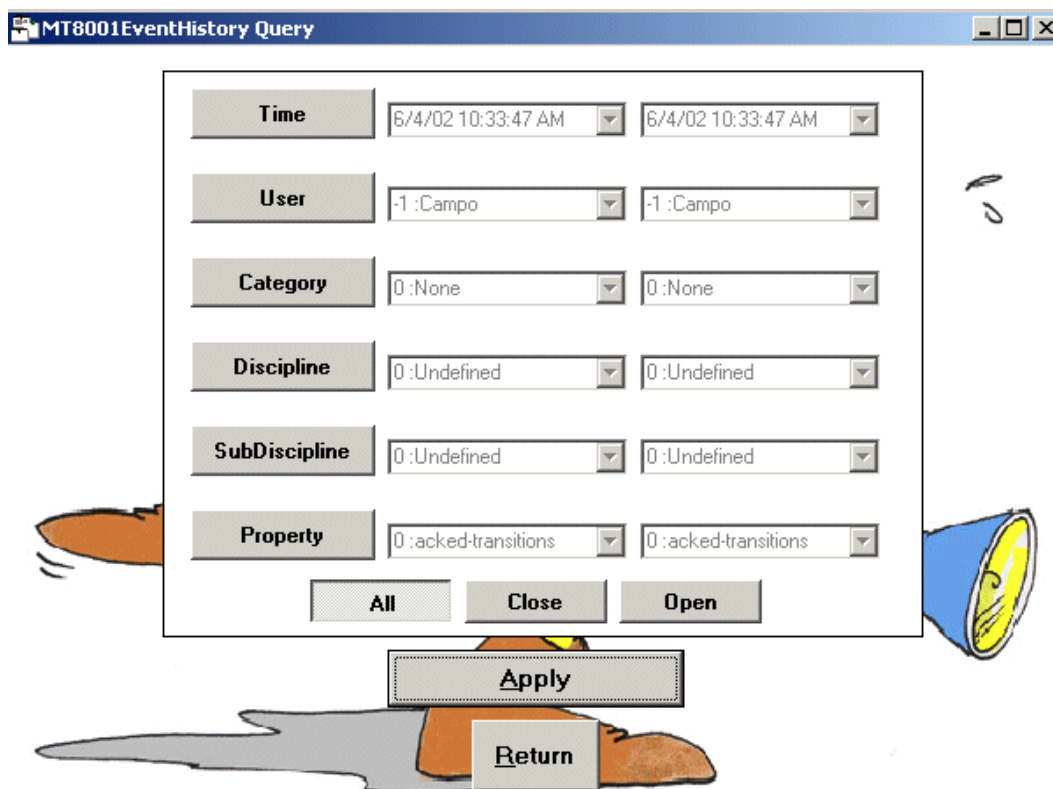 MT8001EventHistory Query
Time 6/4/02 10:33:47 AM 6/4/02 10:33:47 AM
User -1 :Campo -1 :Campo
Category 0 :None 0 :None
Discipline 0 :Undefined 0 :Undefined
SubDiscipline 0 :Undefined 0 :Undefined
Property 0 :acked-transitions 0 :acked-transitions
All Close Open
Apply
Return